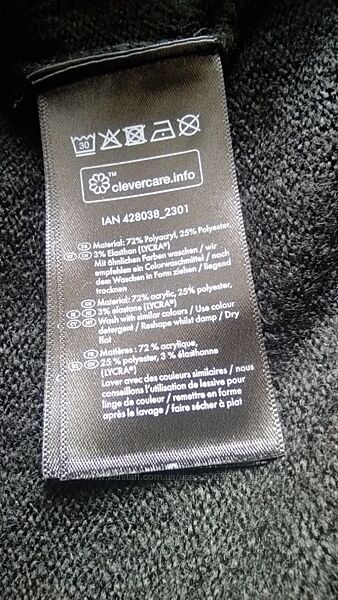 30
TM
clevercare.info
IAN 428038_2301
Material: 72% Polyacryl, 25% Polyester,
3% Elasthan (LYCRA®)
Mit ähnlichen Farben waschen / wir
empfehlen ein Colorwaschmittel / nach
dem Waschen in Form ziehen / liegend
trocknen
Material: 72% acrylic, 25% polyester,
3% elastane (LYCRA®)
Wash with similar colours / Use colour
detergent / Reshape whilst damp / Dry
flat
Matières : 72 % acrylique,
25 % polyester, 3 % élasthanne
(LYCRA®)
Laver avec des couleurs similaires / nous
conseillons l'utilisation de lessive pour
linge de couleur / remettre en forme
après le lavage / faire sécher à plat